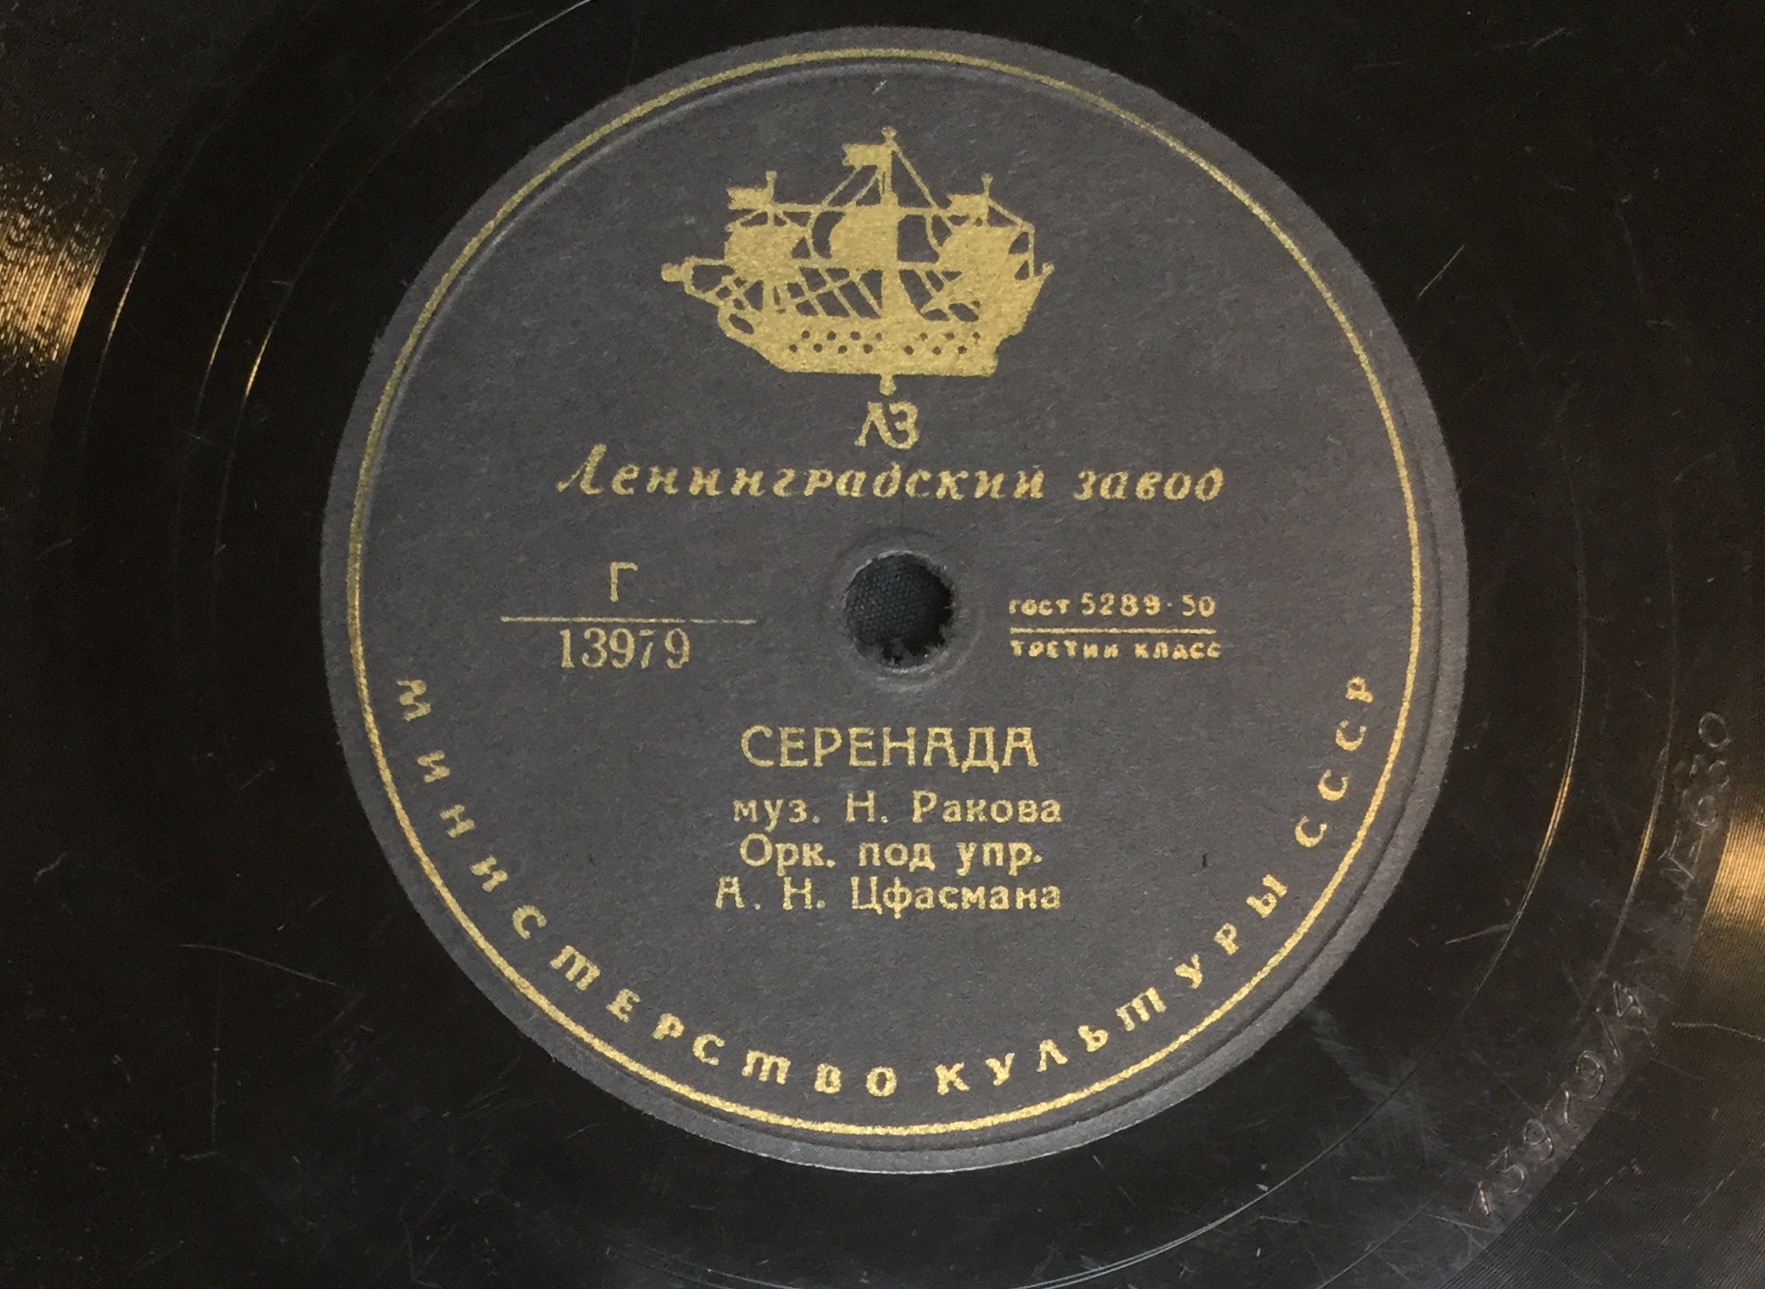 ЛЗ
Ленинградский завод
Г
13979
ГОСТ 5289·50
ТРЕТИЙ КЛАСС
СЕРЕНАДА
муз. Н. Ракова
Орк. под упр.
А. Н. Цфасмана
МИНИСТЕРСТВО КУЛЬТУРЫ СССР